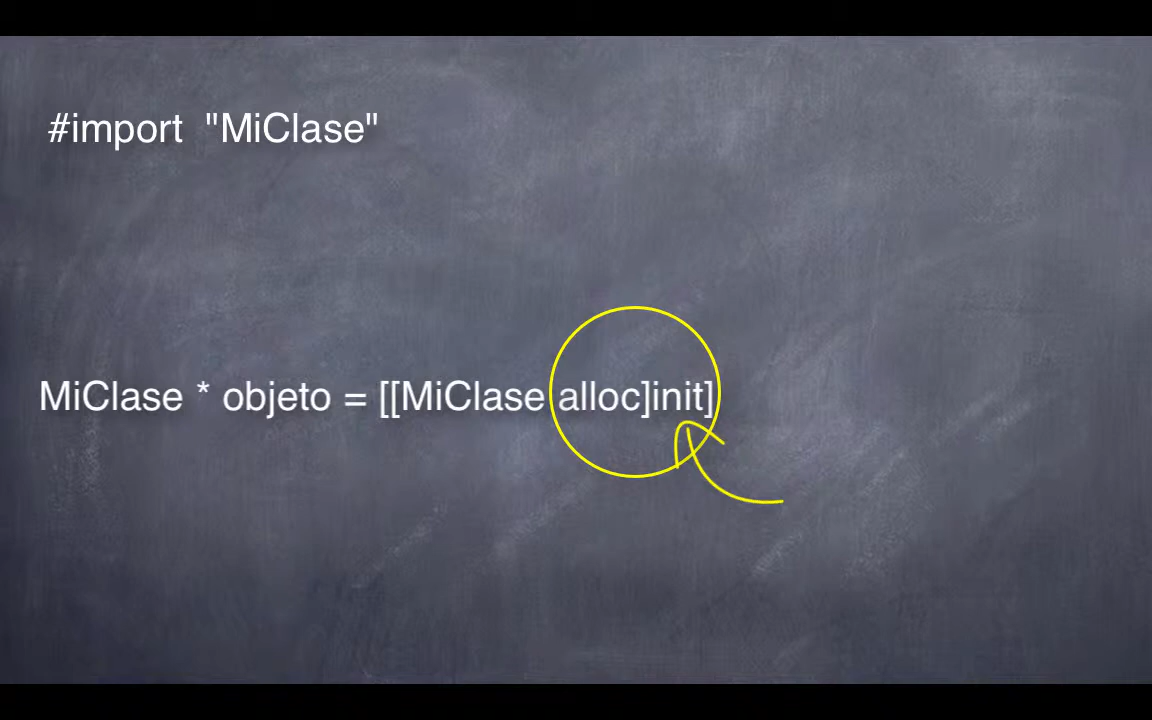 #import "MiClase"
MiClase * objeto = [[MiClase alloc]init]